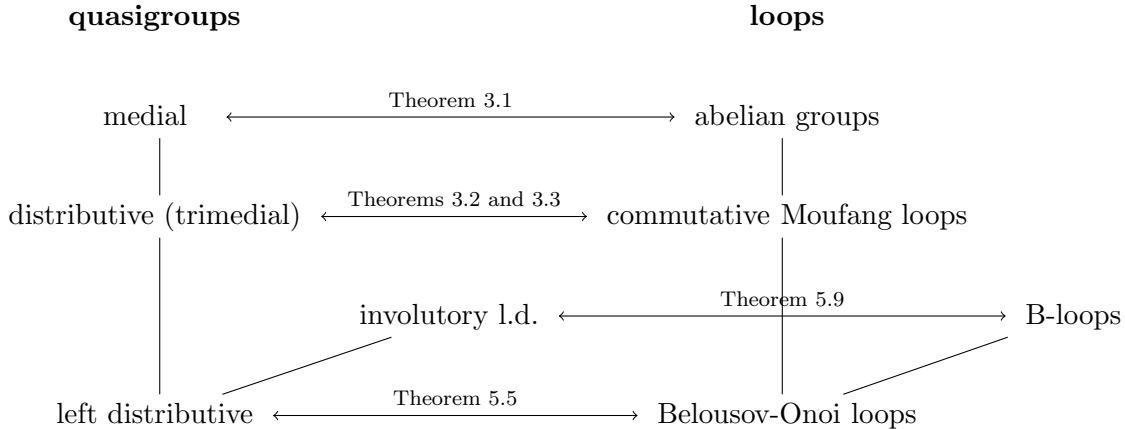 quasigroups loops
Theorem 3.1
medial abelian groups
Theorems 3.2 and 3.3
distributive (trimedial) commutative Moufang loops
Theorem 5.9
involutory l.d. B-loops
Theorem 5.5
left distributive Belousov-Onoi loops